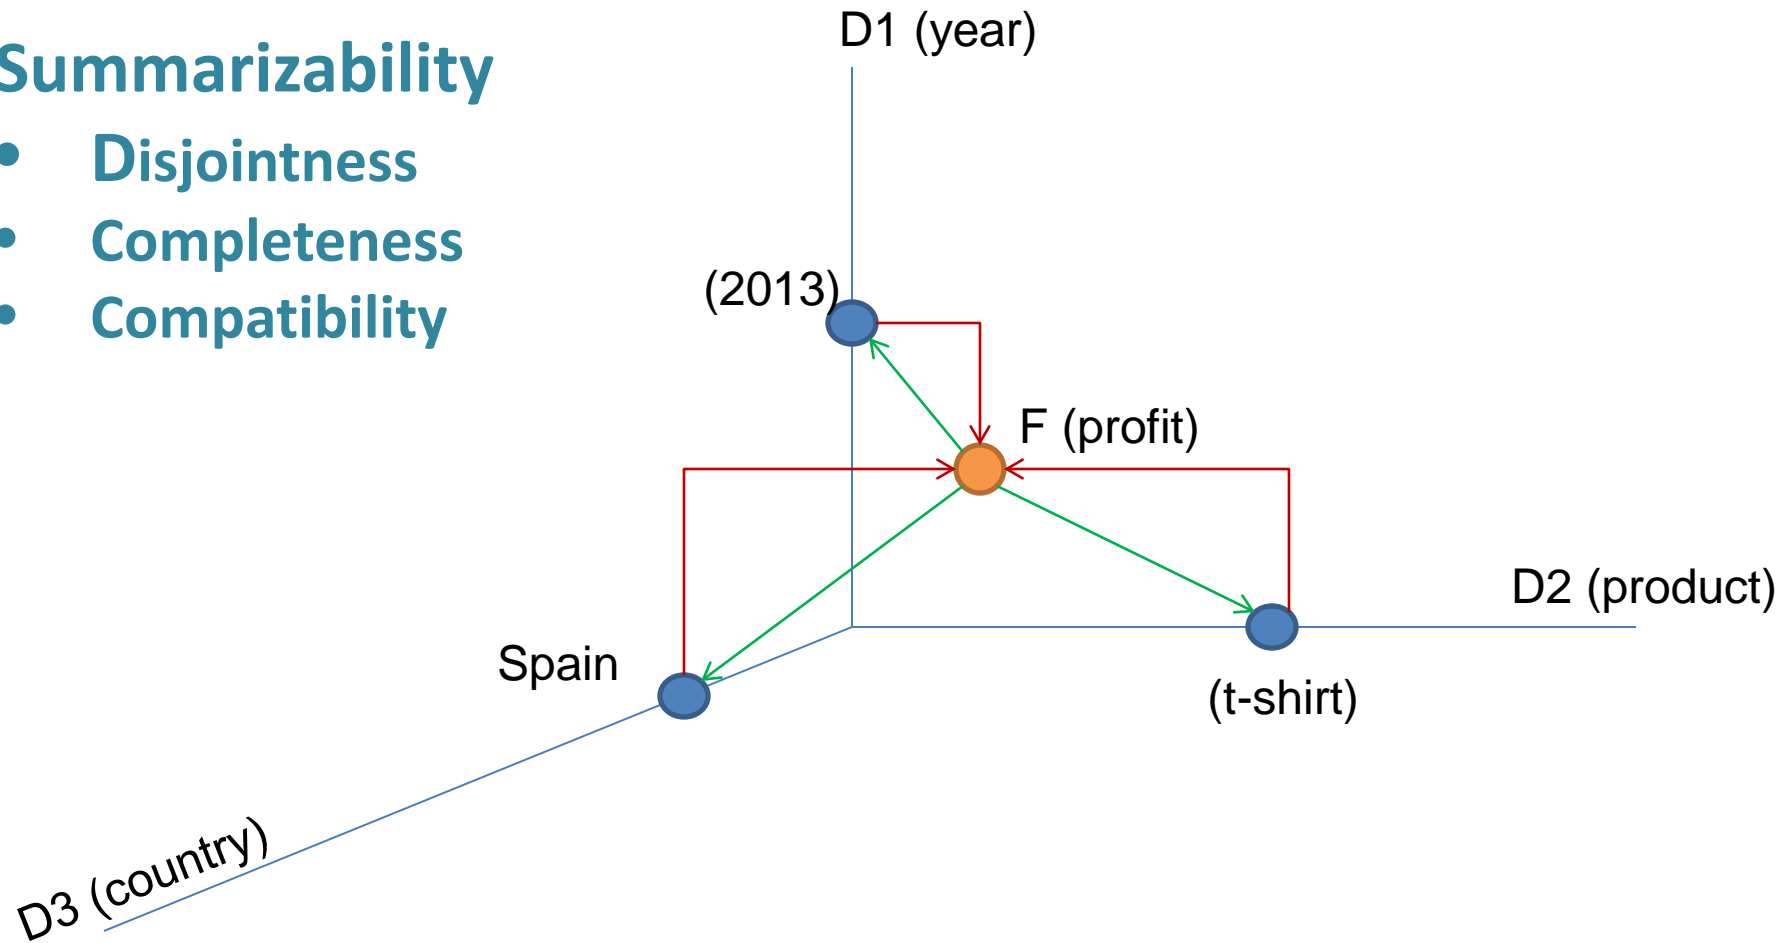 Summarizability
• Disjointness
• Completeness
• Compatibility
D1 (year)
(2013)
F (profit)
D2 (product)
Spain
(t-shirt)
D3 (country)